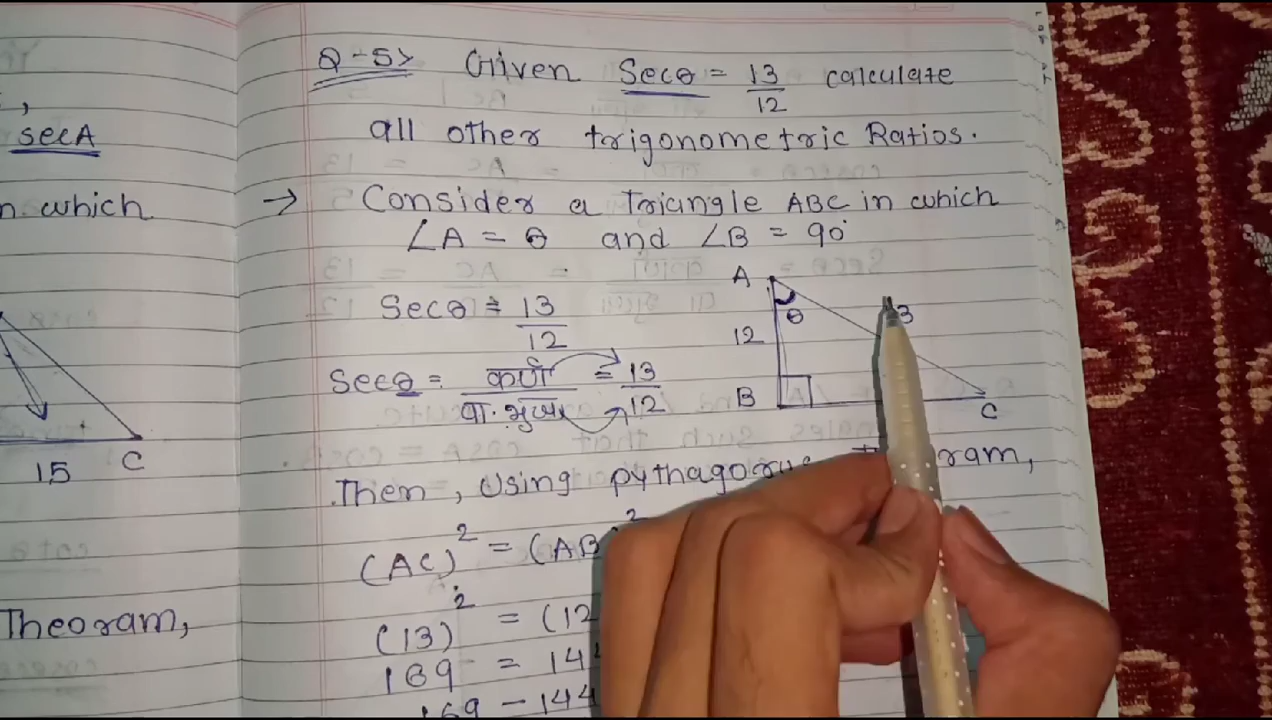 secA
which
15 C
Theoram,
Q-5> Given Secθ = 13/12 calculate
all other trigonometric Ratios.
→ Consider a Triangle ABC in which
∠A = θ and ∠B = 90°
A
θ
12
B
C
Secθ = 13/12
Secθ = कर्ण/पा. भुजा = 13/12
Then, Using
(AC)² = (AB
(13)² = (12
169 = 14
169 - 144